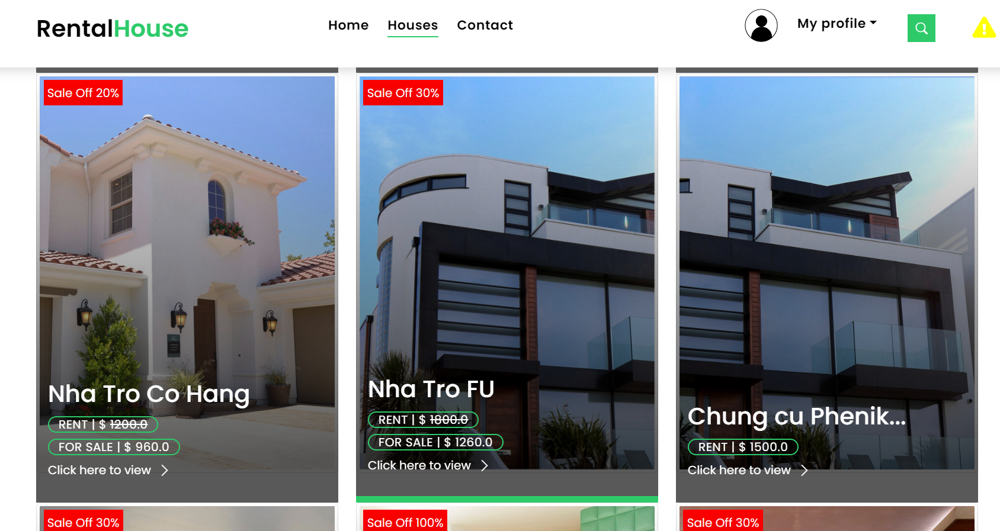 RentalHouse
Home Houses Contact
My profile
Sale Off 20%
Nha Tro Co Hang
RENT | $ 1200.0
FOR SALE | $ 960.0
Click here to view
Sale Off 30%
Nha Tro FU
RENT | $ 1800.0
FOR SALE | $ 1260.0
Click here to view
Chung cu Phenik...
RENT | $ 1500.0
Click here to view
Sale Off 30%
Sale Off 100%
Sale Off 30%